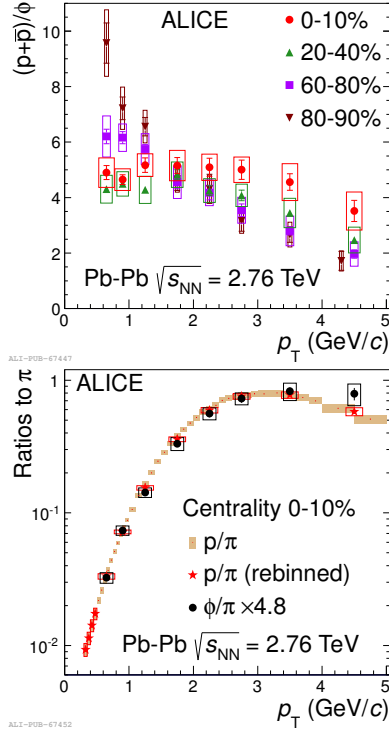 (p+p̄)/ϕ
ALICE
0-10%
20-40%
60-80%
80-90%
10
8
6
4
2
0
Pb-Pb √sNN = 2.76 TeV
0 1 2 3 4 5
ALI-PUB-67447
pT (GeV/c)
Ratios to π
ALICE
1
10⁻¹
10⁻²
Centrality 0-10%
p/π
p/π (rebinned)
ϕ/π ×4.8
Pb-Pb √sNN = 2.76 TeV
0 1 2 3 4 5
ALI-PUB-67452
pT (GeV/c)